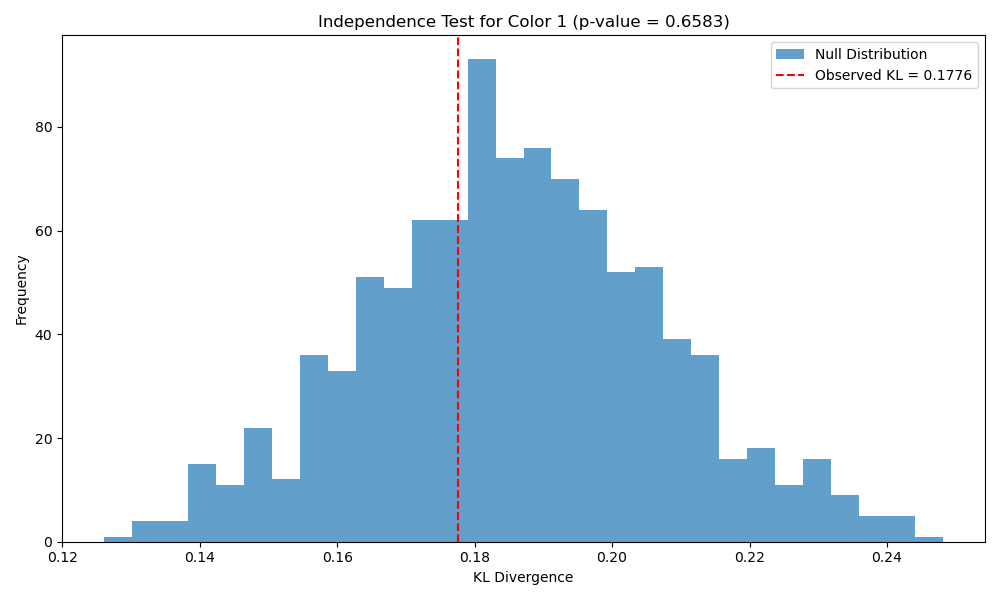 Independence Test for Color 1 (p-value = 0.6583)
Null Distribution
Observed KL = 0.1776
Frequency
80
60
40
20
0
0.12 0.14 0.16 0.18 0.20 0.22 0.24
KL Divergence